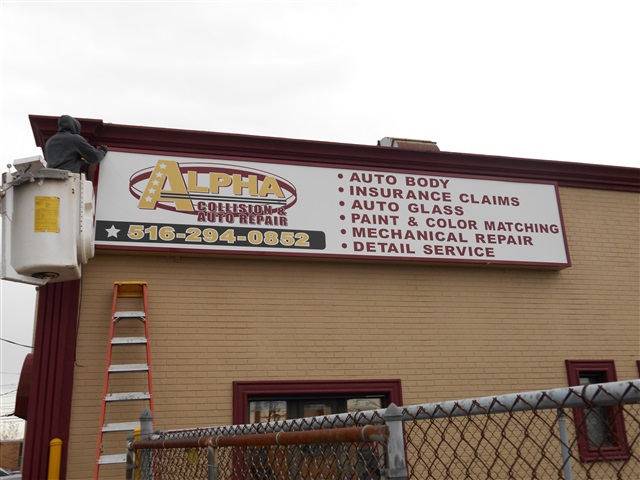 ALPHA
COLLISION &
AUTO REPAIR
516-294-0852
• AUTO BODY
• INSURANCE CLAIMS
• AUTO GLASS
• PAINT & COLOR MATCHING
• MECHANICAL REPAIR
• DETAIL SERVICE